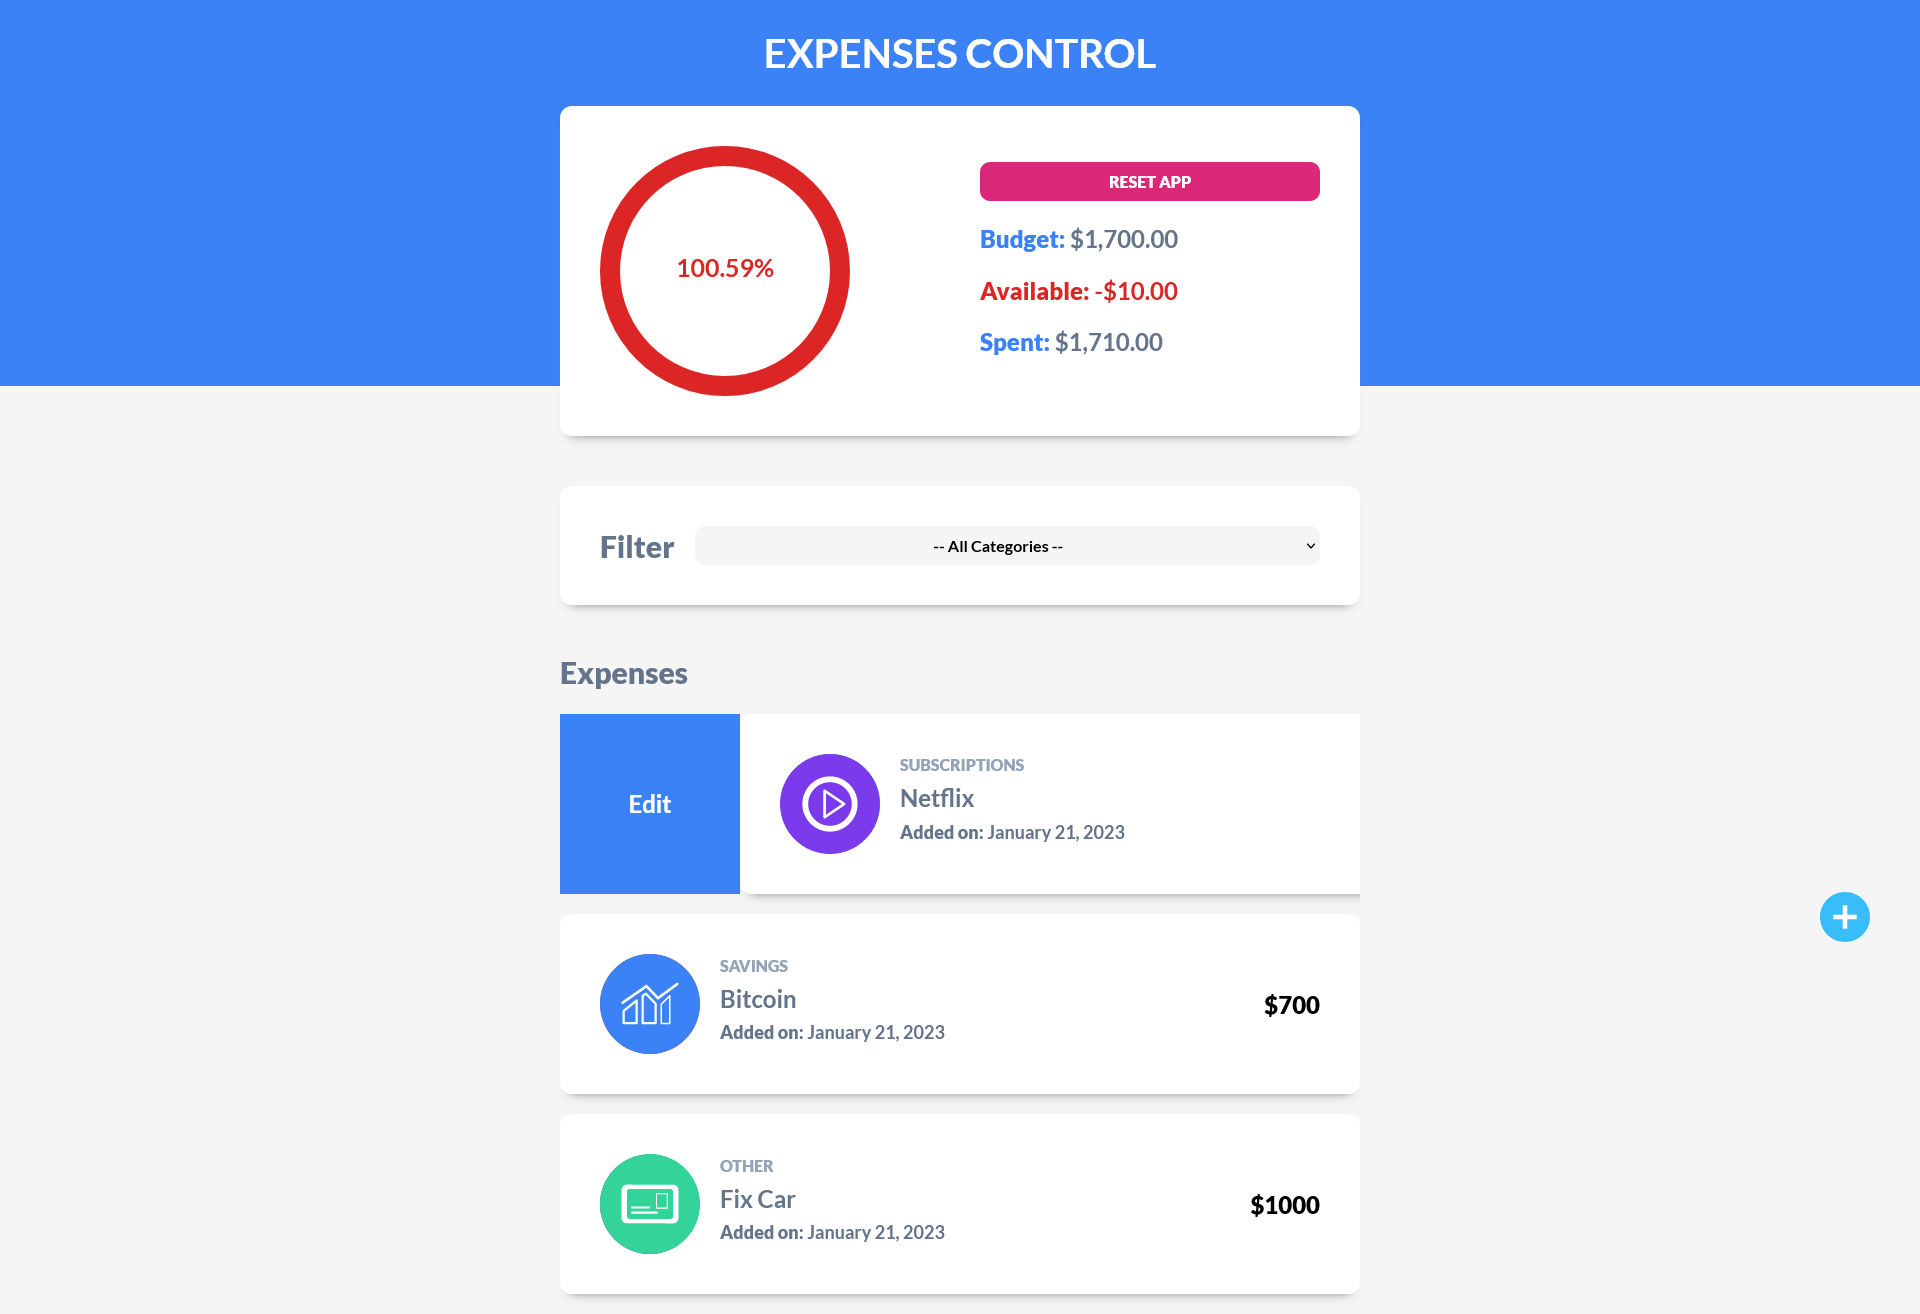 EXPENSES CONTROL
100.59%
RESET APP
Budget: $1,700.00
Available: -$10.00
Spent: $1,710.00
Filter
-- All Categories --
Expenses
Edit
SUBSCRIPTIONS
Netflix
Added on: January 21, 2023
SAVINGS
Bitcoin
Added on: January 21, 2023
$700
OTHER
Fix Car
Added on: January 21, 2023
$1000